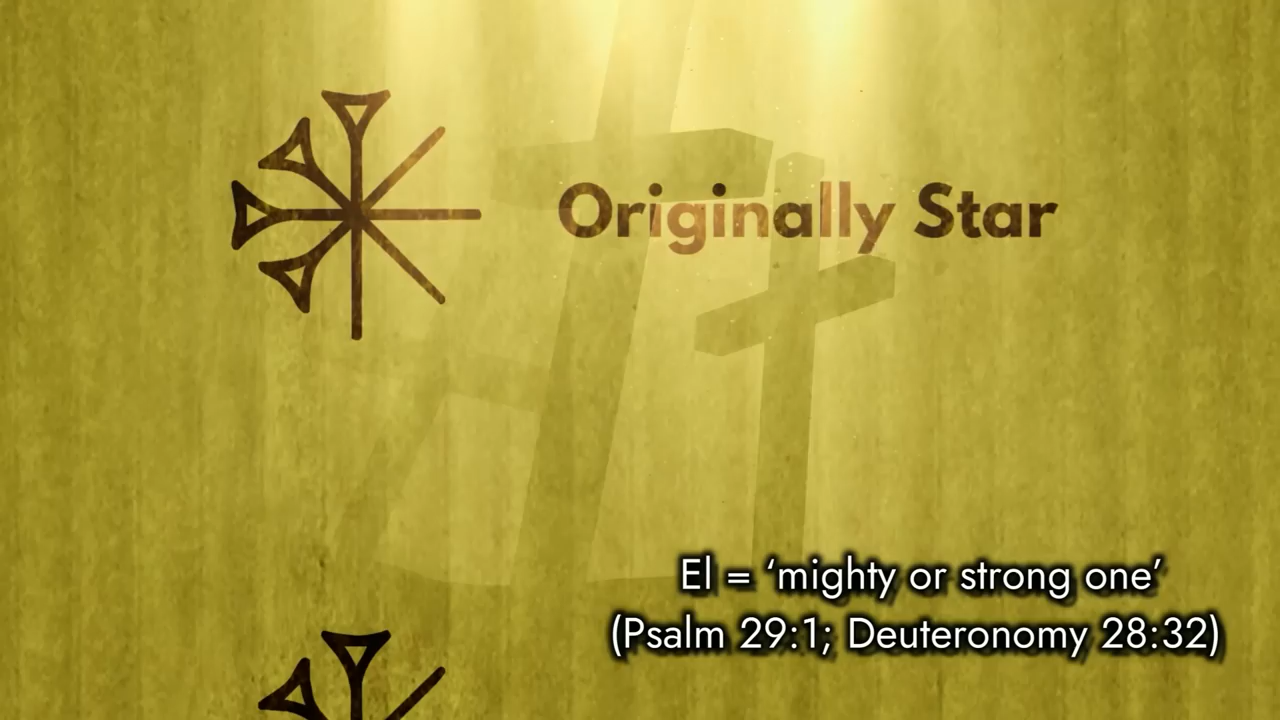 𒀭 Originally Star
El = ‘mighty or strong one’
(Psalm 29:1; Deuteronomy 28:32)